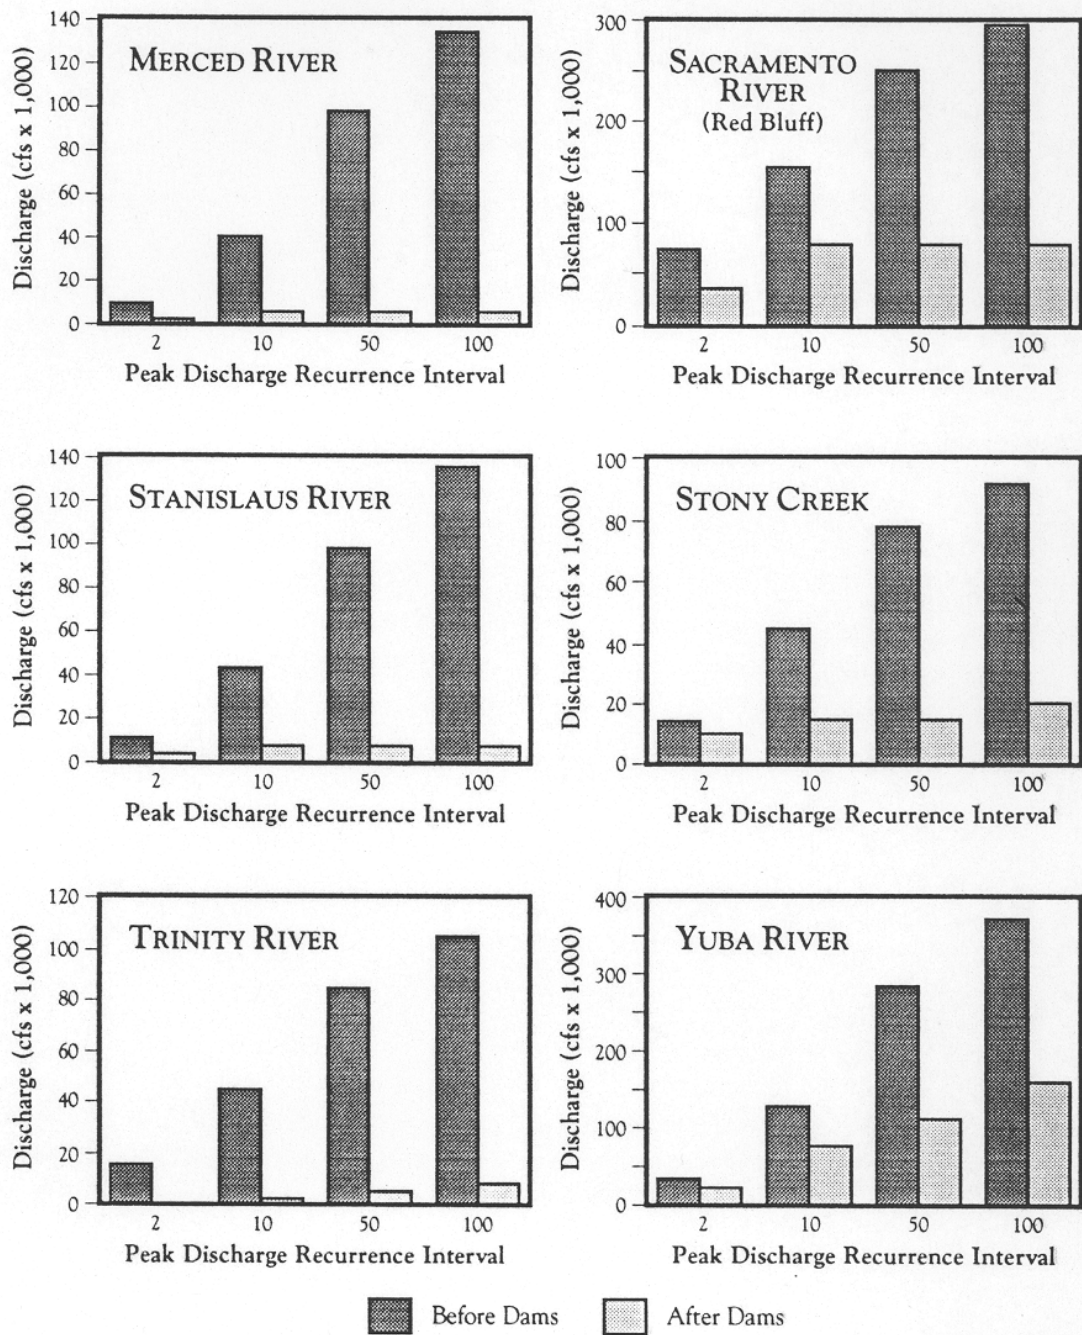 MERCED RIVER
Discharge (cfs x 1,000)
140
120
100
80
60
40
20
0
2 10 50 100
Peak Discharge Recurrence Interval
SACRAMENTO
RIVER
(Red Bluff)
Discharge (cfs x 1,000)
300
200
100
0
2 10 50 100
Peak Discharge Recurrence Interval
STANISLAUS RIVER
Discharge (cfs x 1,000)
140
120
100
80
60
40
20
0
2 10 50 100
Peak Discharge Recurrence Interval
STONY CREEK
Discharge (cfs x 1,000)
100
80
60
40
20
0
2 10 50 100
Peak Discharge Recurrence Interval
TRINITY RIVER
Discharge (cfs x 1,000)
120
100
80
60
40
20
0
2 10 50 100
Peak Discharge Recurrence Interval
YUBA RIVER
Discharge (cfs x 1,000)
400
300
200
100
0
2 10 50 100
Peak Discharge Recurrence Interval
Before Dams After Dams